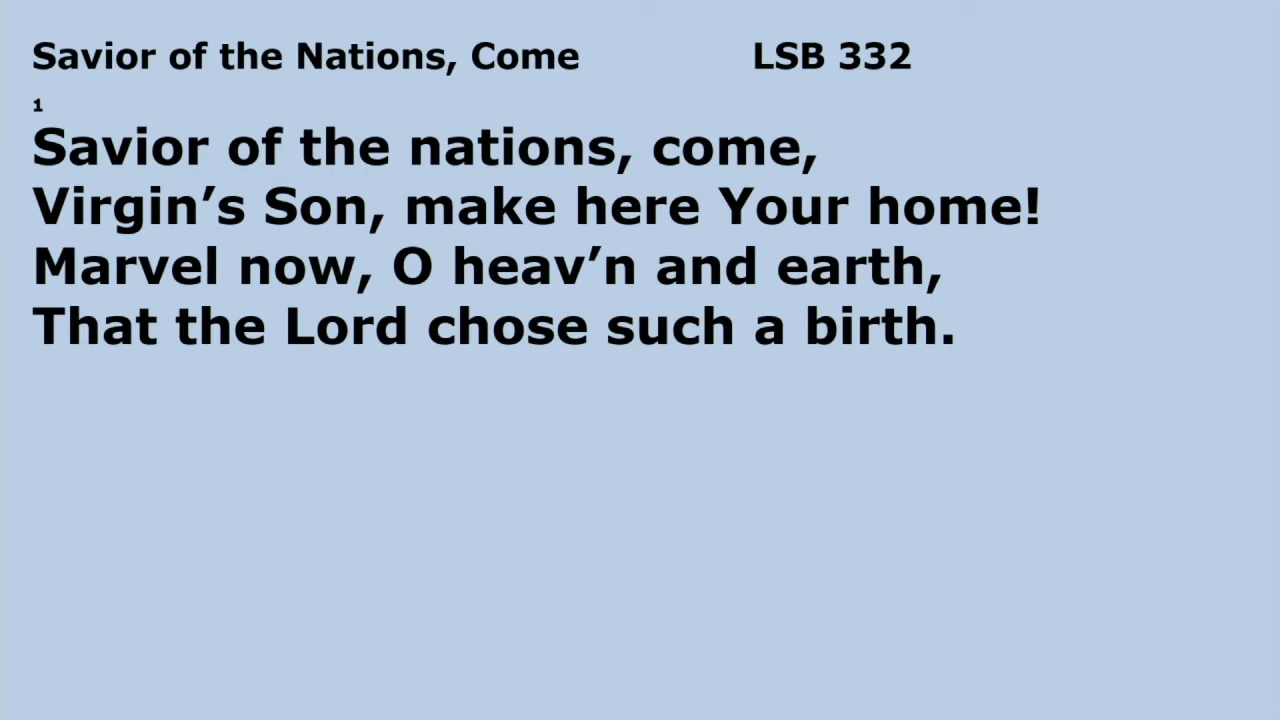 Savior of the Nations, Come LSB 332
1
Savior of the nations, come,
Virgin’s Son, make here Your home!
Marvel now, O heav’n and earth,
That the Lord chose such a birth.